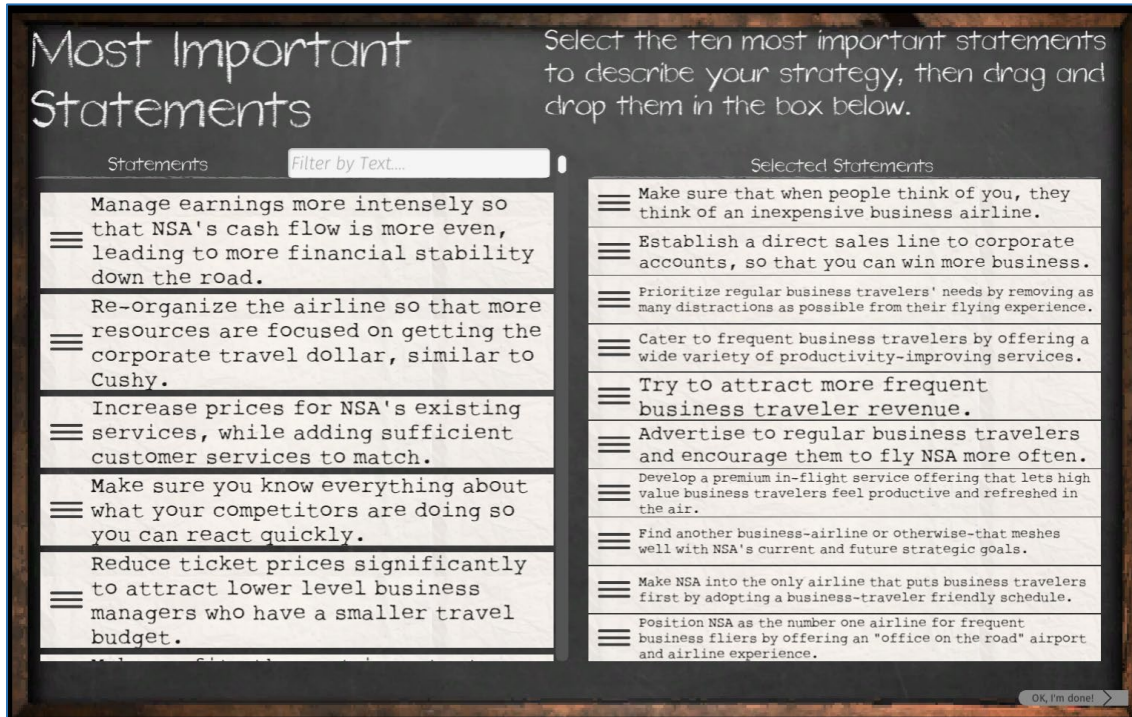 Most Important
Statements
Select the ten most important statements
to describe your strategy, then drag and
drop them in the box below.
Statements
Filter by Text....
Manage earnings more intensely so
that NSA's cash flow is more even,
leading to more financial stability
down the road.
Re-organize the airline so that more
resources are focused on getting the
corporate travel dollar, similar to
Cushy.
Increase prices for NSA's existing
services, while adding sufficient
customer services to match.
Make sure you know everything about
what your competitors are doing so
you can react quickly.
Reduce ticket prices significantly
to attract lower level business
managers who have a smaller travel
budget.
Selected Statements
Make sure that when people think of you, they
think of an inexpensive business airline.
Establish a direct sales line to corporate
accounts, so that you can win more business.
Prioritize regular business travelers' needs by removing as
many distractions as possible from their flying experience.
Cater to frequent business travelers by offering a
wide variety of productivity-improving services.
Try to attract more frequent
business traveler revenue.
Advertise to regular business travelers
and encourage them to fly NSA more often.
Develop a premium in-flight service offering that lets high
value business travelers feel productive and refreshed in
the air.
Find another business-airline or otherwise-that meshes
well with NSA's current and future strategic goals.
Make NSA into the only airline that puts business travelers
first by adopting a business-traveler friendly schedule.
Position NSA as the number one airline for frequent
business fliers by offering an "office on the road" airport
and airline experience.
OK, I'm done!